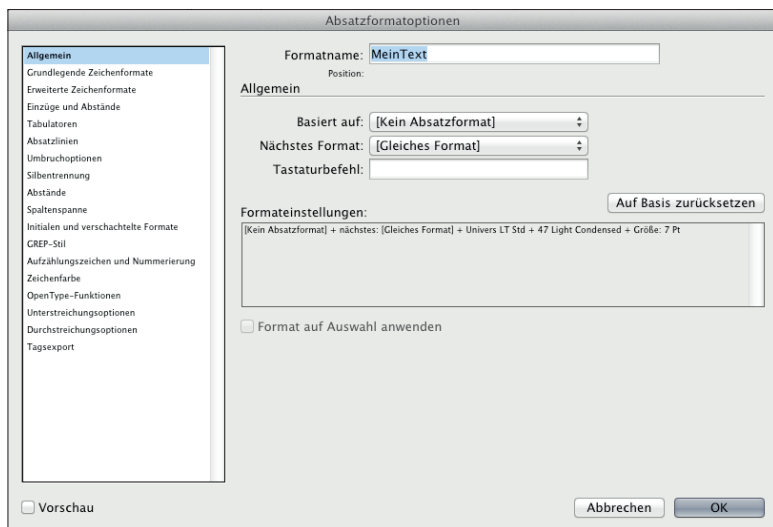 Absatzformatoptionen
Allgemein
Grundlegende Zeichenformate
Erweiterte Zeichenformate
Einzüge und Abstände
Tabulatoren
Absatzlinien
Umbruchoptionen
Silbentrennung
Abstände
Spaltenspanne
Initialen und verschachtelte Formate
GREP-Stil
Aufzählungszeichen und Nummerierung
Zeichenfarbe
OpenType-Funktionen
Unterstreichungsoptionen
Durchstreichungsoptionen
Tagsexport
Formatname: MeinText
Position:
Allgemein
Basiert auf: [Kein Absatzformat]
Nächstes Format: [Gleiches Format]
Tastaturbefehl:
Auf Basis zurücksetzen
Formateinstellungen:
[Kein Absatzformat] + nächstes: [Gleiches Format] + Univers LT Std + 47 Light Condensed + Größe: 7 Pt
Format auf Auswahl anwenden
Vorschau
Abbrechen
OK